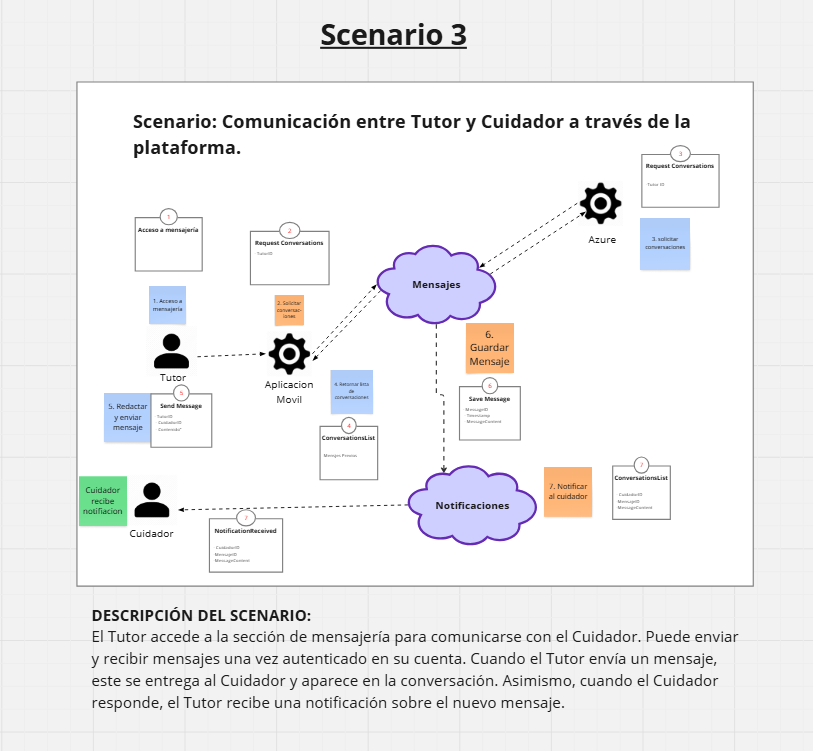 Scenario 3
Scenario: Comunicación entre Tutor y Cuidador a través de la
plataforma.
3
Request Conversations
Tutor ID
Azure
3. solicitar
conversaciones
1
Acceso a mensajería
2
Request Conversations
TutorID
Mensajes
1. Acceso a
mensajería
2. Solicitar
conversac-
iones
Tutor
Aplicacion
Movil
6.
Guardar
Mensaje
4. Retornar lista
de
conversaciones
5. Redactar
y enviar
mensaje
5
Send Message
TutorID
CuidadorID
Contenido"
6
Save Message
MessageID
Timestamp
MessageContent
4
ConversationsList
Mensjes Previos
Cuidador
recibe
notifiacion
Cuidador
Notificaciones
7. Notificar
al cuidador
7
ConversationsList
CuidadorID
MensajeID
MessageContent
7
NotificationReceived
CuidadorID
MensajeID
MessageContent
DESCRIPCIÓN DEL SCENARIO:
El Tutor accede a la sección de mensajería para comunicarse con el Cuidador. Puede enviar
y recibir mensajes una vez autenticado en su cuenta. Cuando el Tutor envía un mensaje,
este se entrega al Cuidador y aparece en la conversación. Asimismo, cuando el Cuidador
responde, el Tutor recibe una notificación sobre el nuevo mensaje.